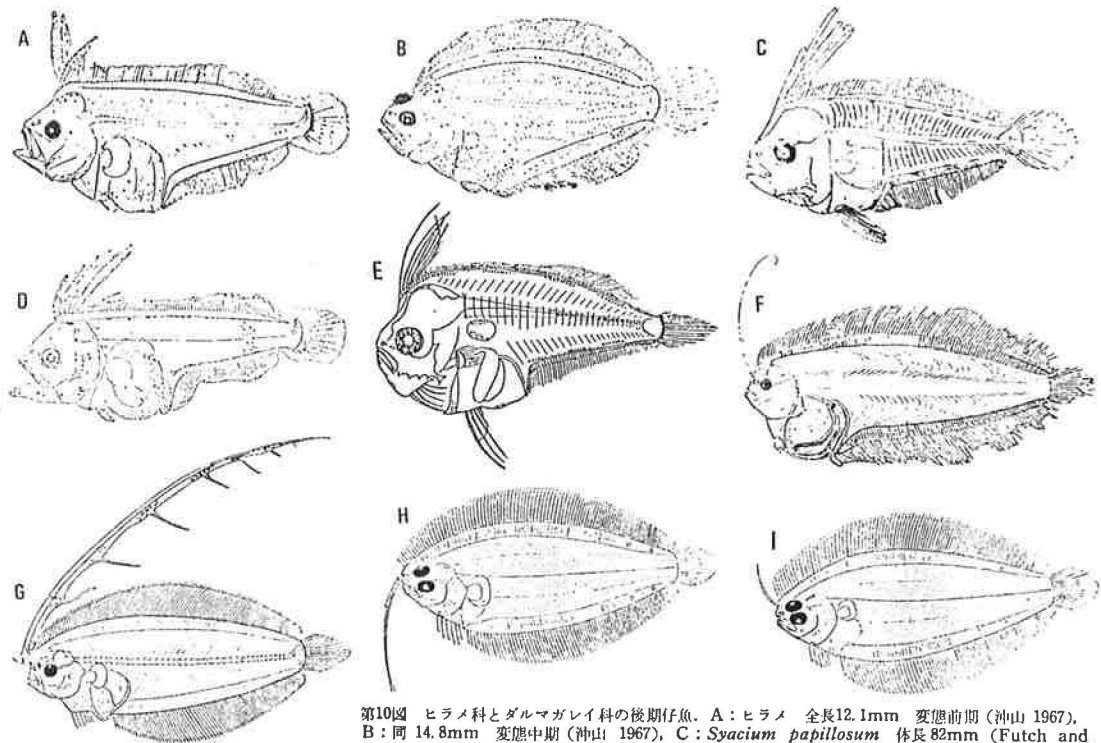 A
B
C
D
E
F
G
H
I
第10図 ヒラメ科とダルマガレイ科の後期仔魚. A:ヒラメ 全長12.1mm 変態前期(沖山 1967),
B:同 14.8mm 変態中期(沖山 1967), C:Syacium papillosum 体長82mm (Futch and